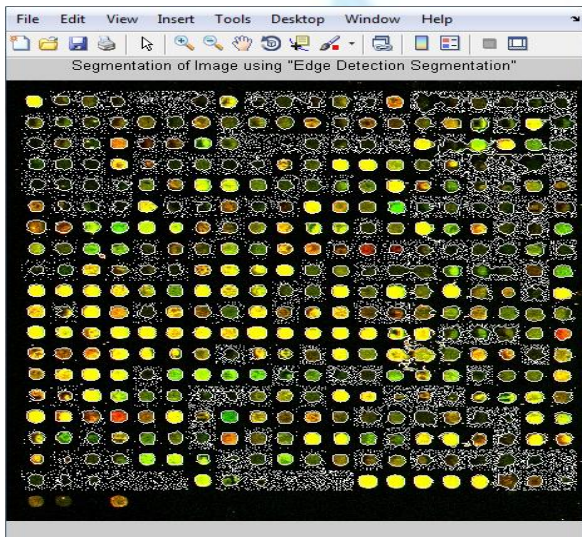 File Edit View Insert Tools Desktop Window Help
Segmentation of Image using "Edge Detection Segmentation"